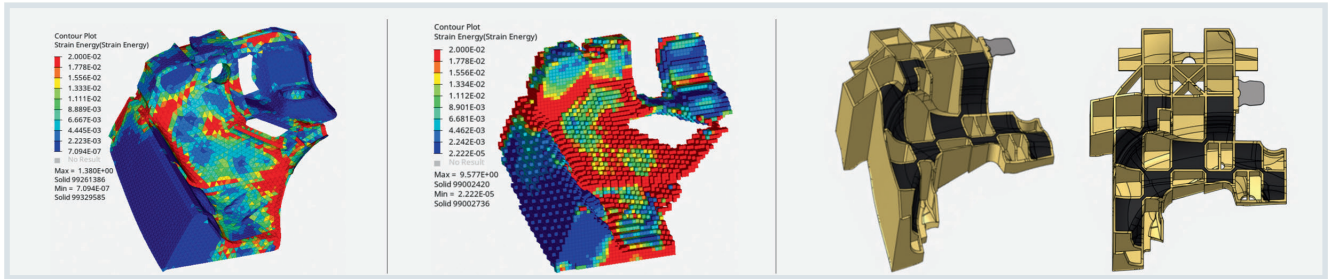 Contour Plot
Strain Energy(Strain Energy)
2.000E-02
1.778E-02
1.556E-02
1.333E-02
1.111E-02
8.889E-03
6.667E-03
4.445E-03
2.223E-03
7.094E-07
No Result
Max = 1.380E+00
Solid 99261386
Min = 7.094E-07
Solid 99329585
Contour Plot
Strain Energy(Strain Energy)
2.000E-02
1.778E-02
1.556E-02
1.334E-02
1.112E-02
8.901E-03
6.681E-03
4.462E-03
2.242E-03
2.222E-05
No Result
Max = 9.577E+00
Solid 99002420
Min = 2.222E-05
Solid 99002736